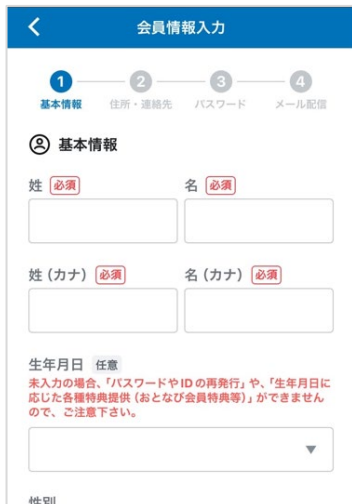 会員情報入力
1 2 3 4
基本情報 住所・連絡先 パスワード メール配信
基本情報
姓 必須 名 必須
姓 (カナ) 必須 名 (カナ) 必須
生年月日 任意
未入力の場合、「パスワードやIDの再発行」や、「生年月日に
応じた各種特典提供 (おとなび会員特典等)」ができません
ので、ご注意下さい。
性別